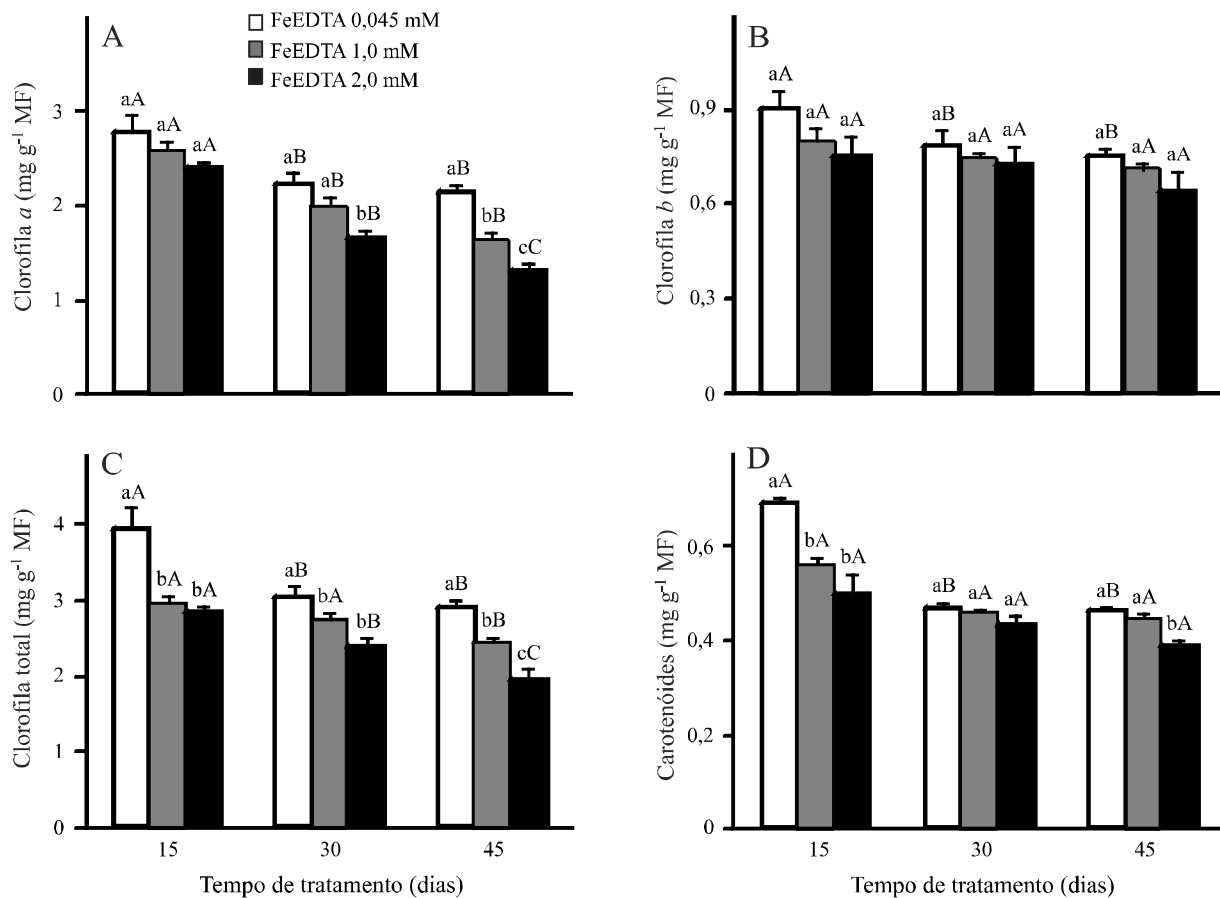 A
FeEDTA 0,045 mM
FeEDTA 1,0 mM
FeEDTA 2,0 mM
Clorofila a (mg g⁻¹ MF)
3
2
1
0
aA aA aA
aB aB bB
aB bB cC
B
Clorofila b (mg g⁻¹ MF)
0,9
0,6
0,3
0
aA aA aA
aB aA aA
aB aA aA
C
Clorofila total (mg g⁻¹ MF)
4
3
2
1
0
aA bA bA
aB bA bB
aB bB cC
15 30 45
Tempo de tratamento (dias)
D
Carotenóides (mg g⁻¹ MF)
0,6
0,4
0,2
0
aA bA bA
aB aA aA
aB aA bA
15 30 45
Tempo de tratamento (dias)